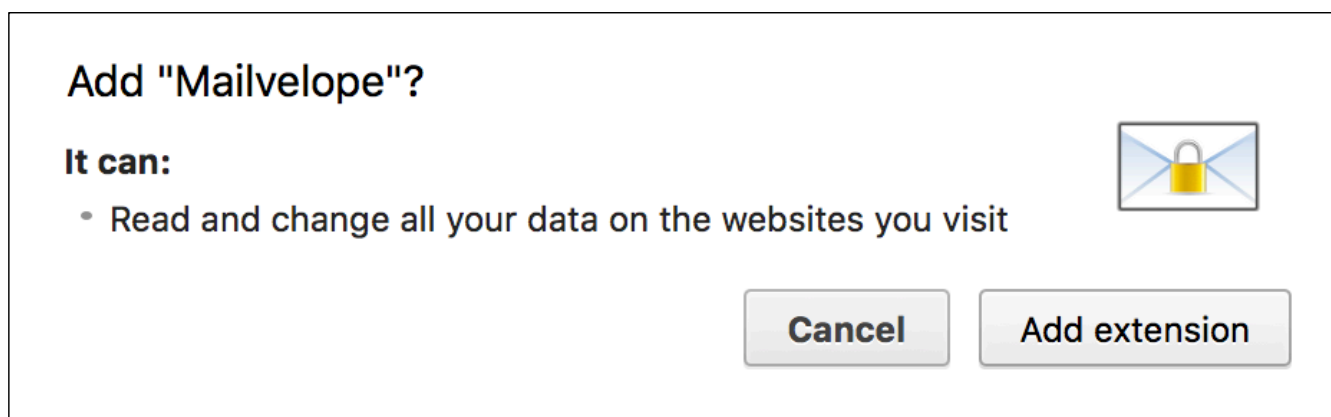 Add "Mailvelope"?
It can:
• Read and change all your data on the websites you visit
Cancel
Add extension